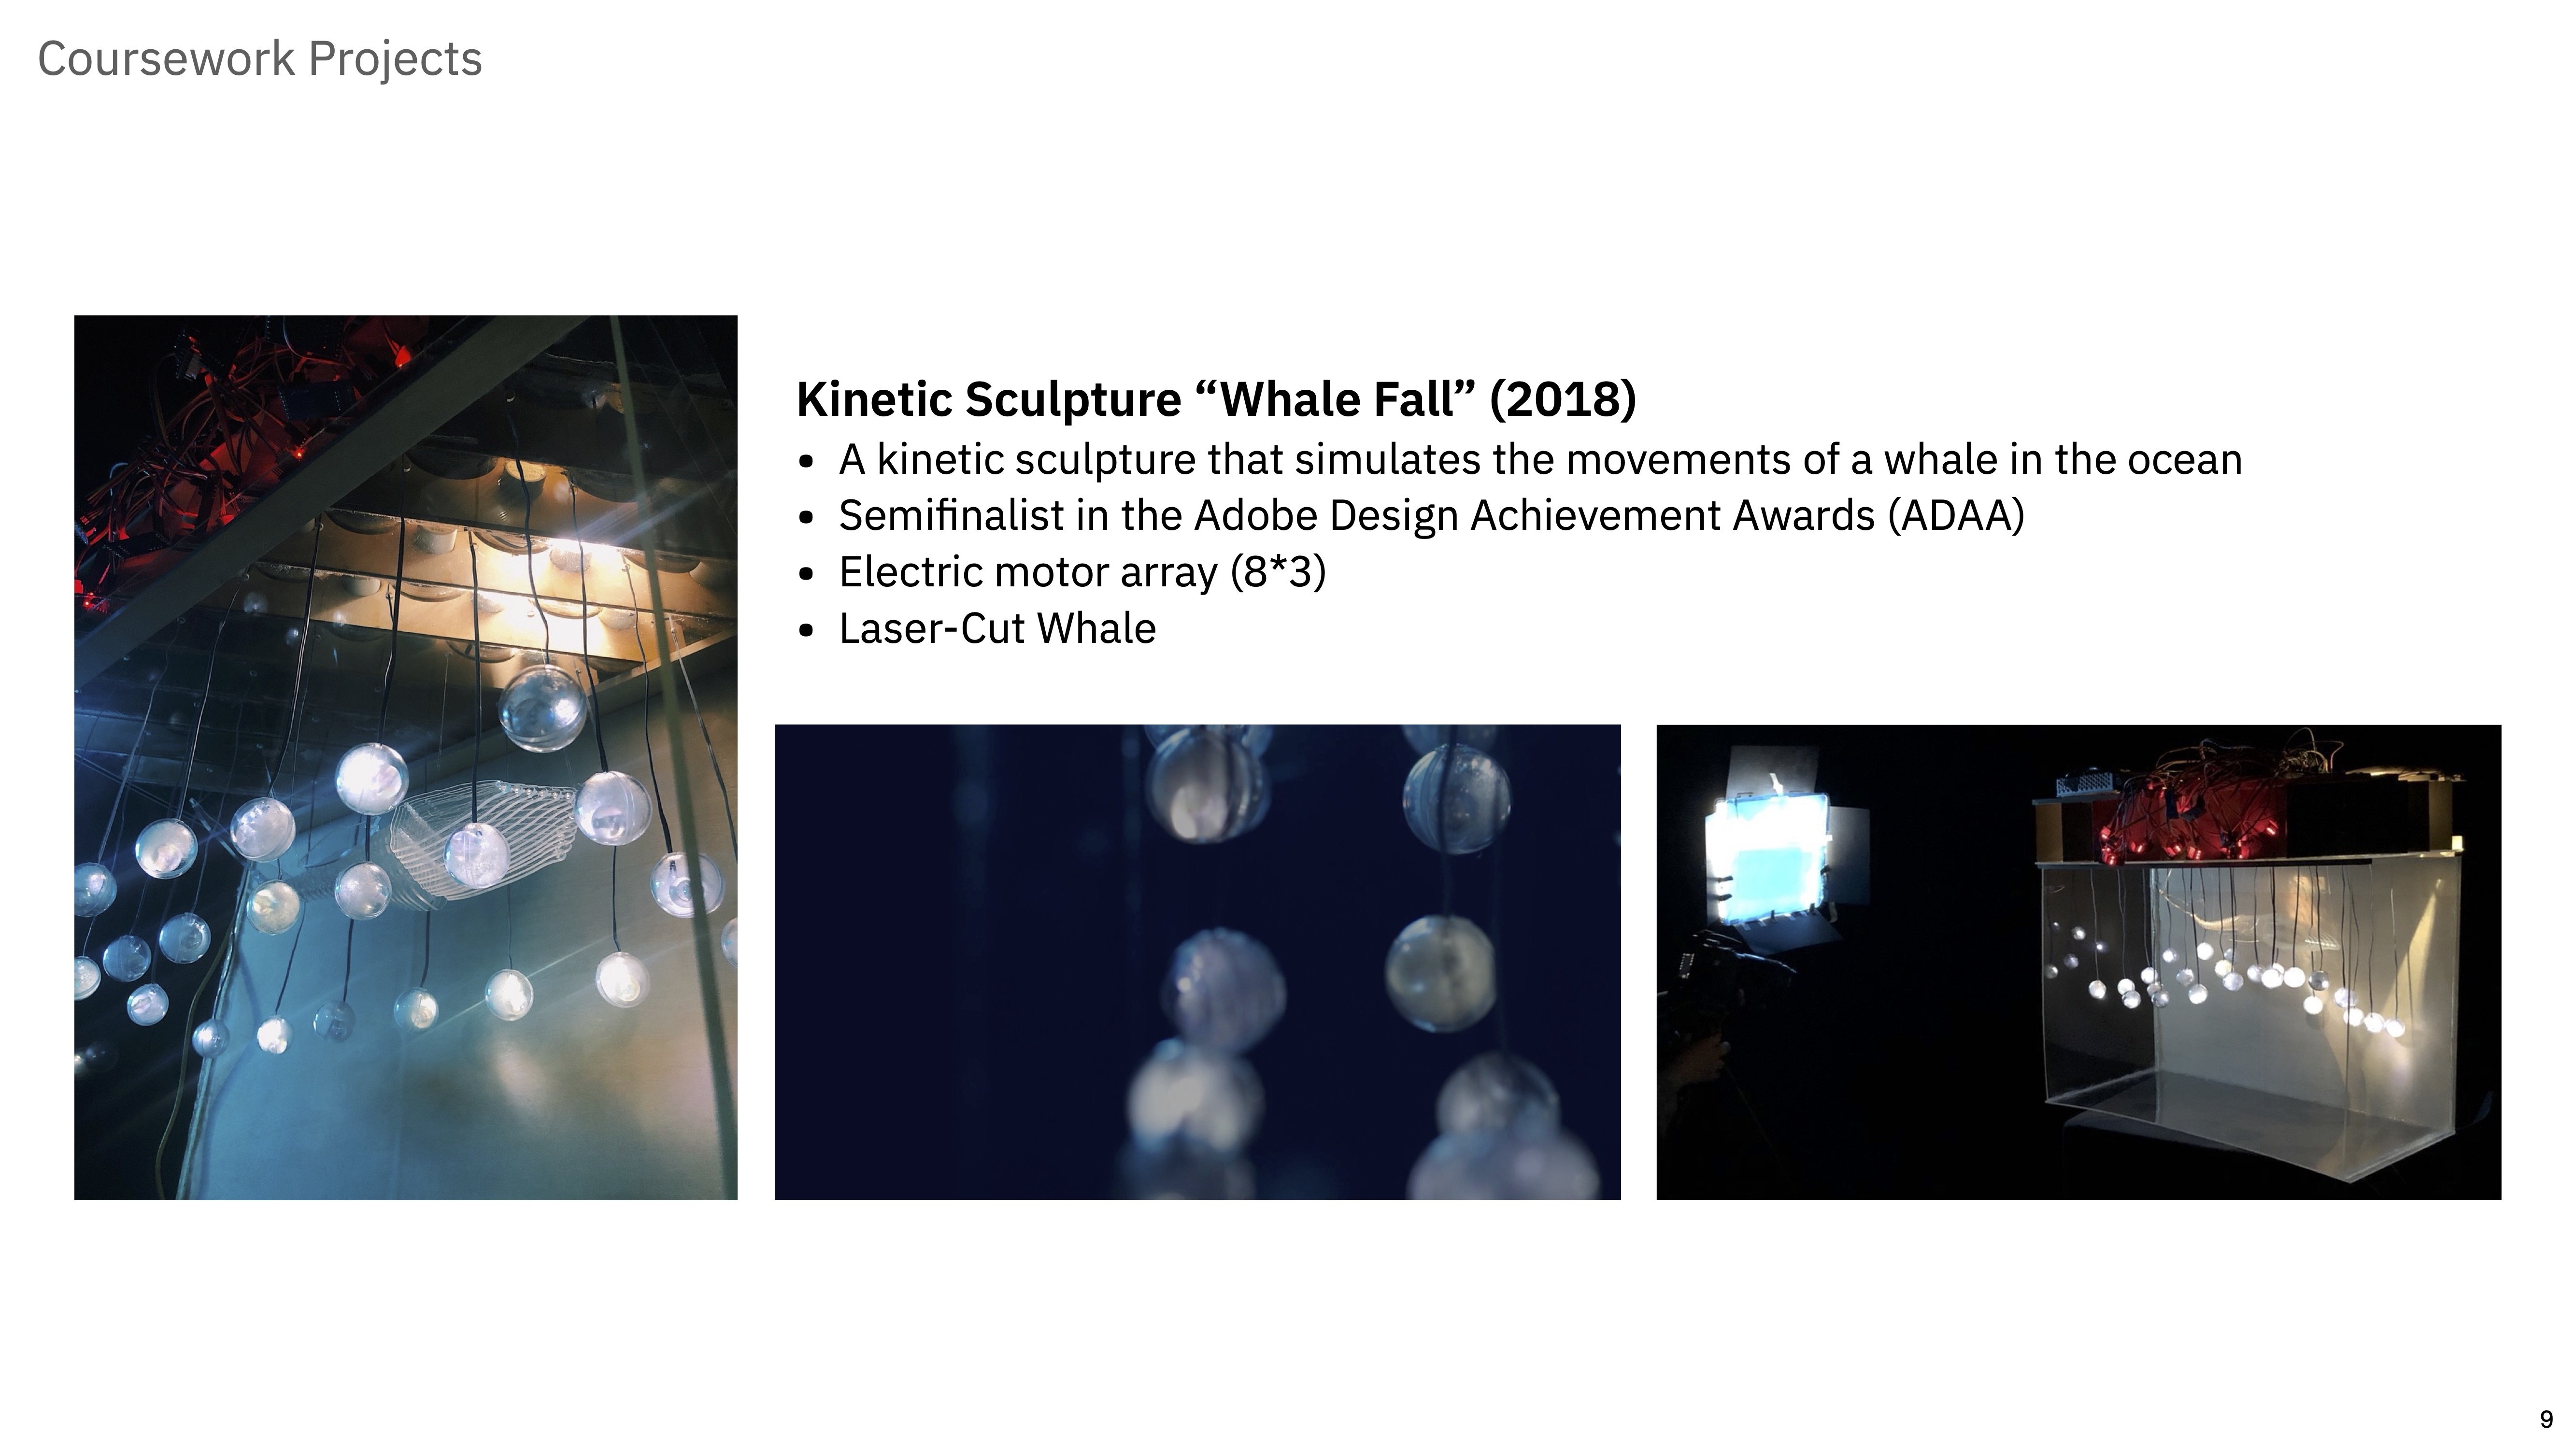 Coursework Projects
Kinetic Sculpture “Whale Fall” (2018)
• A kinetic sculpture that simulates the movements of a whale in the ocean
• Semifinalist in the Adobe Design Achievement Awards (ADAA)
• Electric motor array (8*3)
• Laser-Cut Whale
9